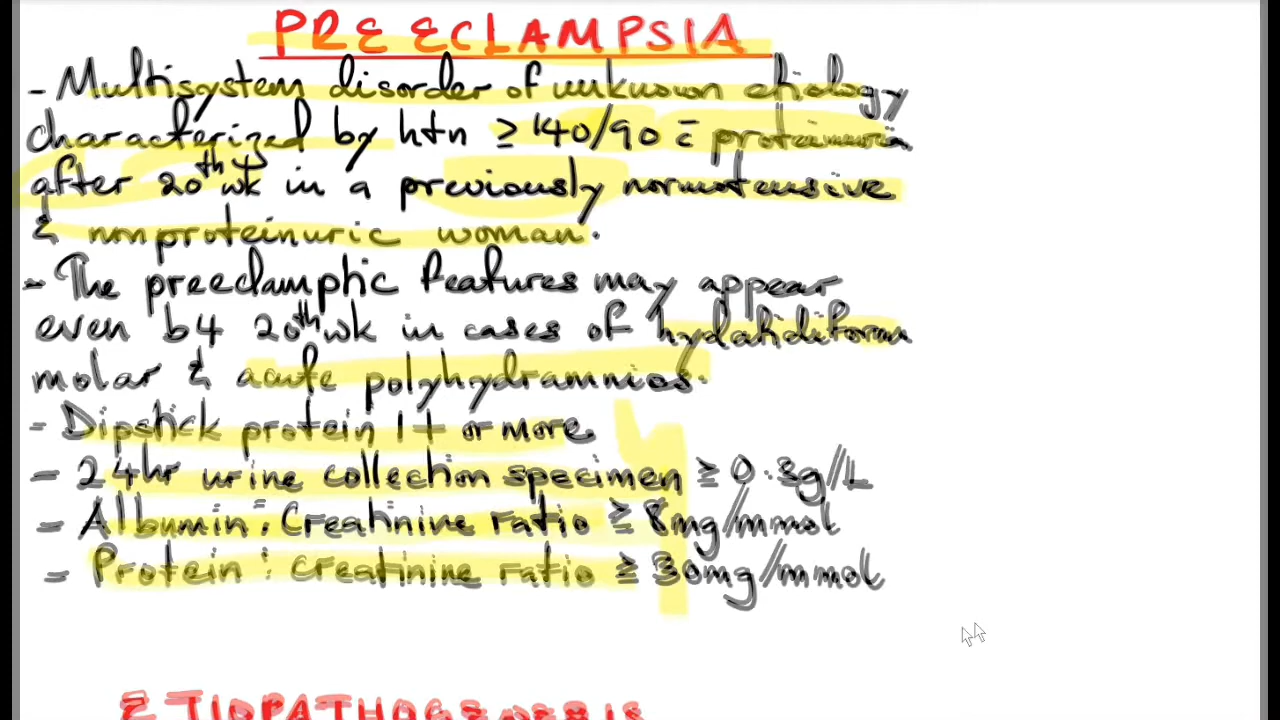 PREECLAMPSIA
- Multisystem disorder of unknown etiology
characterized by htn ≥ 140/90 c̄ proteinuria
after 20th wk in a previously normotensive
& nonproteinuric woman.
- The preeclamptic features may appear
even b4 20th wk in cases of hydatidiform
molar & acute polyhydramnios.
- Dipstick protein 1+ or more.
- 24hr urine collection specimen ≥ 0.3g/L
- Albumin : Creatinine ratio ≥ 8mg/mmol
- Protein : creatinine ratio ≥ 30mg/mmol
ETIOPATHOGENESIS